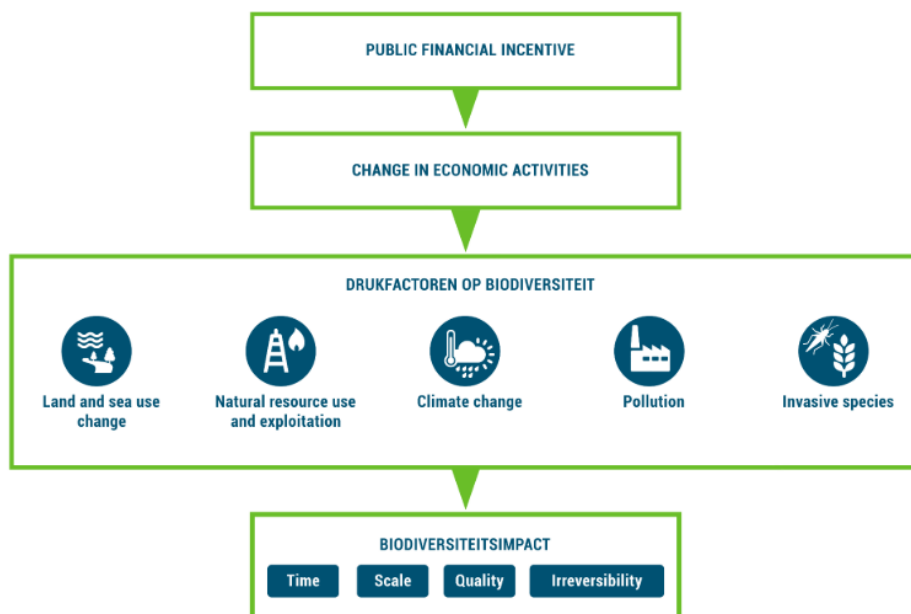 PUBLIC FINANCIAL INCENTIVE
CHANGE IN ECONOMIC ACTIVITIES
DRUKFACTOREN OP BIODIVERSITEIT
Land and sea use
change
Natural resource use
and exploitation
Climate change
Pollution
Invasive species
BIODIVERSITEITSIMPACT
Time
Scale
Quality
Irreversibility